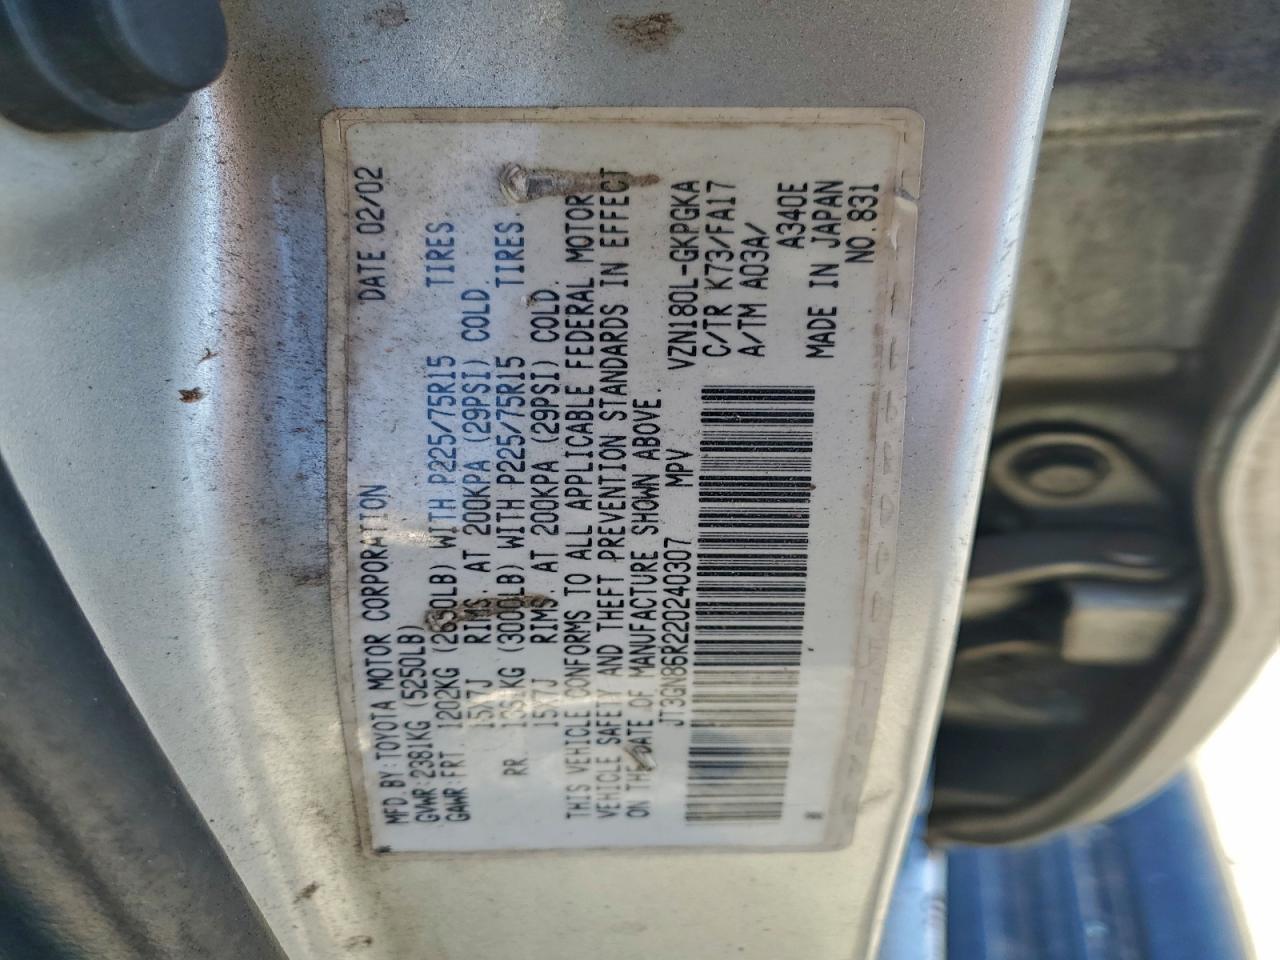 MFD BY:TOYOTA MOTOR CORPORATION DATE 02/02
GVWR:2381KG (5250LB)
GAWR:FRT. 1202KG (2650LB) WITH P225/75R15 TIRES.
15X7J RIMS. AT 200KPA (29PSI) COLD.
RR 1361KG (3000LB) WITH P225/75R15 TIRES.
15X7J RIMS. AT 200KPA (29PSI) COLD.
THIS VEHICLE CONFORMS TO ALL APPLICABLE FEDERAL MOTOR
VEHICLE SAFETY AND THEFT PREVENTION STANDARDS IN EFFECT
ON THE DATE OF MANUFACTURE SHOWN ABOVE.
JT3GN86R220240307 MPV VZN180L-GKPGKA
C/TR K73/FA17
A/TM A03A/
A340E
MADE IN JAPAN
NO.831